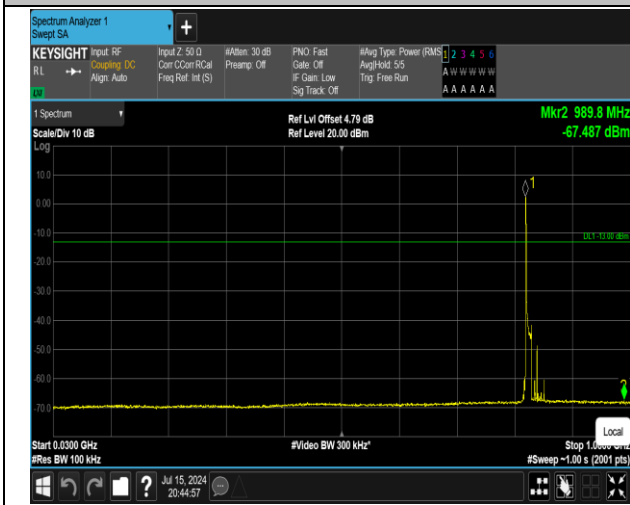 Spectrum Analyzer 1
Swept SA
+
KEYSIGHT Input: RF Input Z: 50 Ω #Atten: 30 dB PNO: Fast #Avg Type: Power (RMS 1 2 3 4 5 6
RL Coupling: DC Corr CCorr RCal Preamp: Off Gate: Off Avg|Hold: 5/5 A W W W W W
Align: Auto Freq Ref: Int (S) IF Gain: Low Trig: Free Run
Sig Track: Off A A A A A A
1 Spectrum
Ref Lvl Offset 4.79 dB Mkr2 989.8 MHz
Scale/Div 10 dB Ref Level 20.00 dBm -67.487 dBm
Log
10.0
1
0.00
DL1 -13.00 dBm
-20.0
-30.0
-40.0
-50.0
-60.0
2
-70.0
Local
Start 0.0300 GHz #Video BW 300 kHz* Stop 1.0000 GHz
#Res BW 100 kHz #Sweep ~1.00 s (2001 pts)
?
Jul 15, 2024
20:44:57